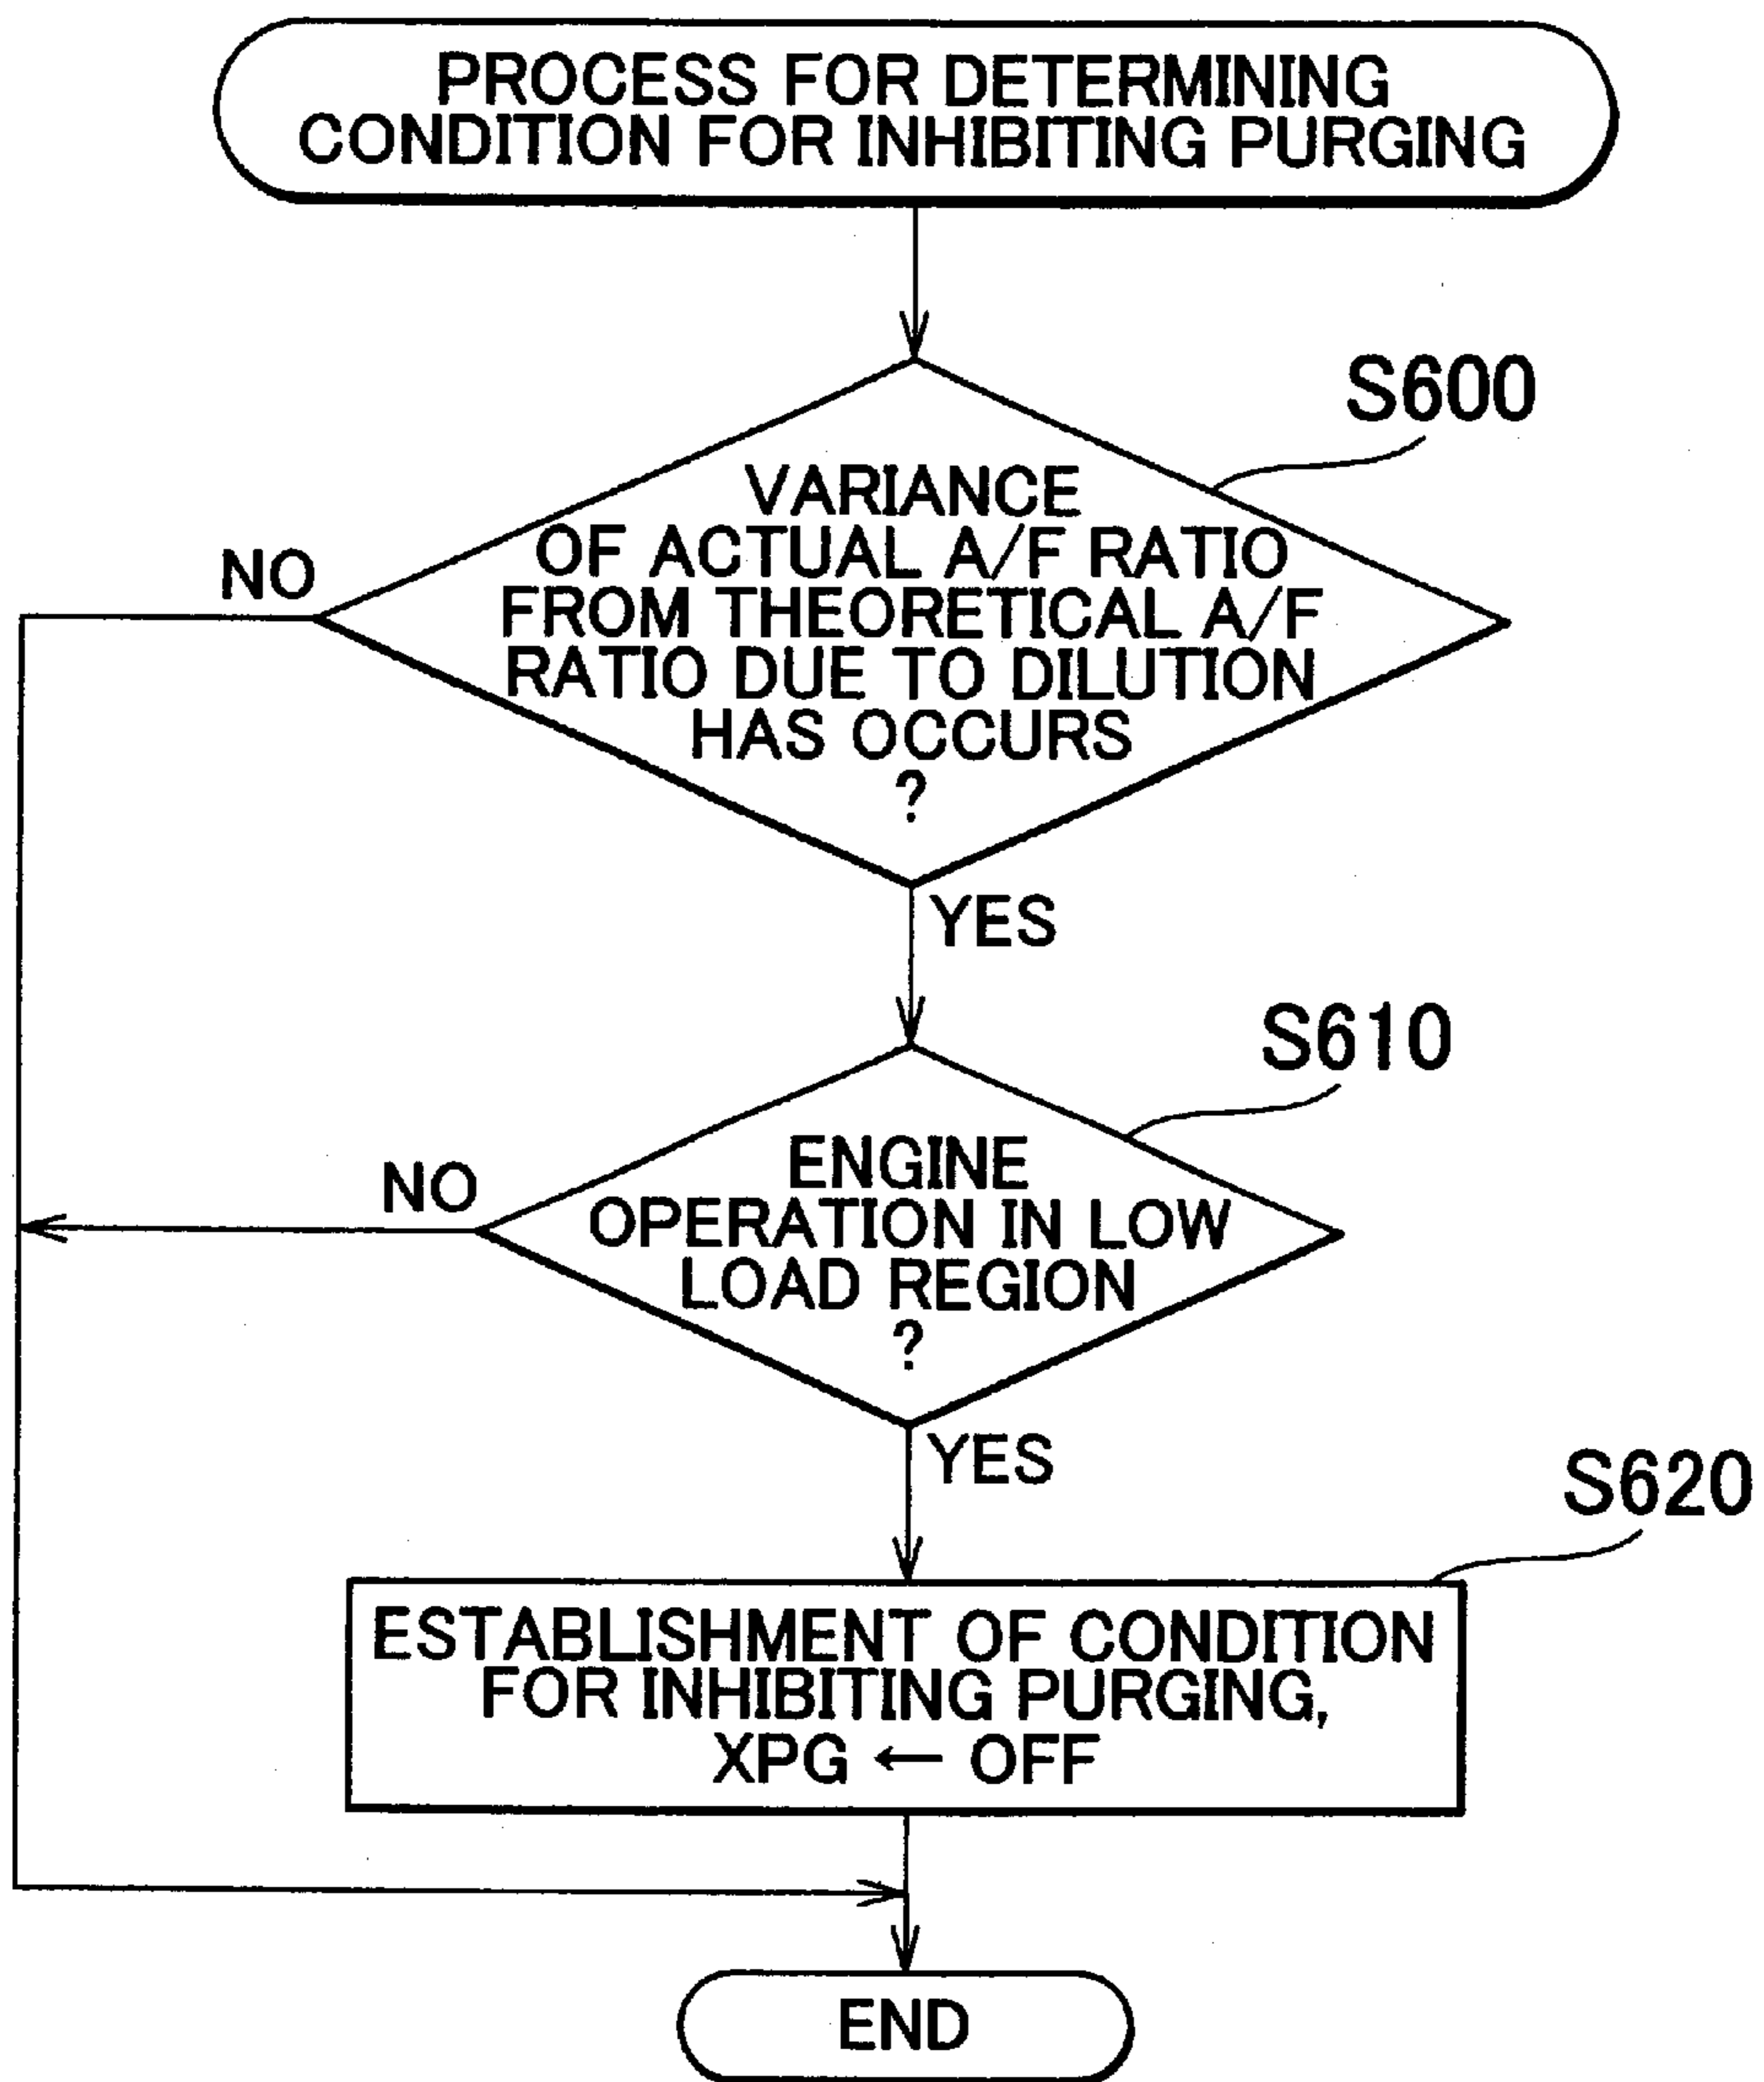 PROCESS FOR DETERMINING
CONDITION FOR INHIBITING PURGING
S600
VARIANCE
OF ACTUAL A/F RATIO
FROM THEORETICAL A/F
RATIO DUE TO DILUTION
HAS OCCURS
?
NO
YES
S610
ENGINE
OPERATION IN LOW
LOAD REGION
?
NO
YES
S620
ESTABLISHMENT OF CONDITION
FOR INHIBITING PURGING,
XPG ← OFF
END